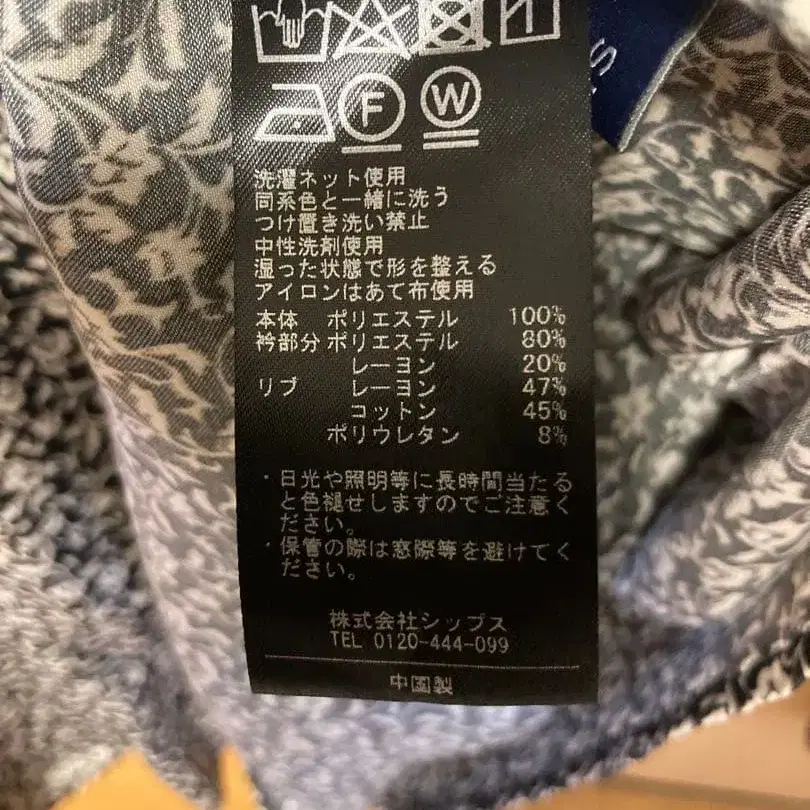 F W
洗濯ネット使用
同系色と一緒に洗う
つけ置き洗い禁止
中性洗剤使用
湿った状態で形を整える
アイロンはあて布使用
本体 ポリエステル 100%
衿部分 ポリエステル 80%
レーヨン 20%
リブ レーヨン 47%
コットン 45%
ポリウレタン 8%
・日光や照明等に長時間当たる
と色褪せしますのでご注意く
ださい。
・保管の際は窓際等を避けてく
ださい。
株式会社シップス
TEL 0120-444-099
中国製